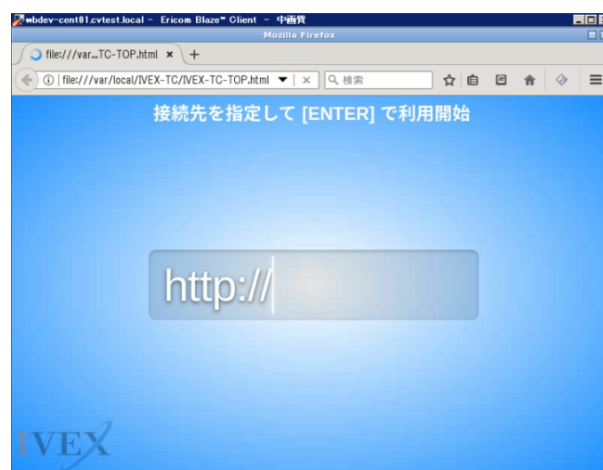 wbdev-cent01.cvtest.local - Ericom Blaze™ Client - 中画質
Mozilla Firefox
file:///var...TC-TOP.html × +
file:///var/local/IVEX-TC/IVEX-TC-TOP.html 検索
接続先を指定して [ENTER] で利用開始
http://
IVEX